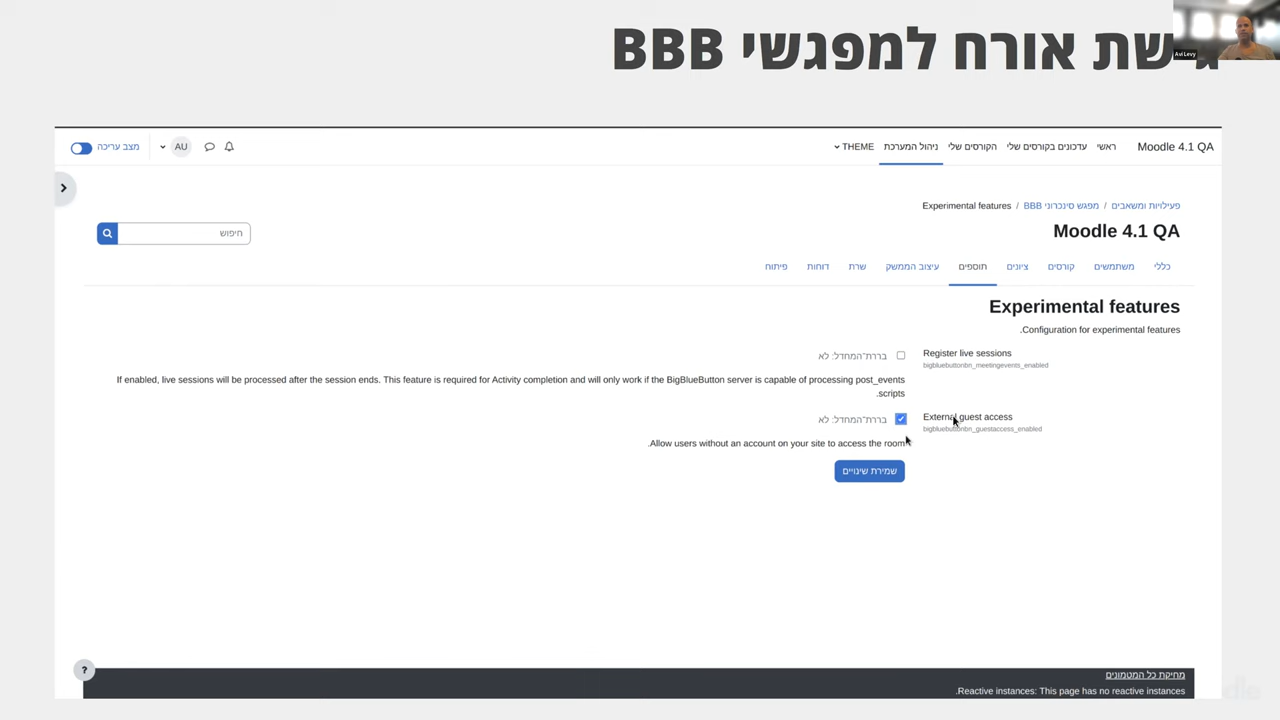 גישת אורח למפגשי BBB
Avi Levy
Moodle 4.1 QA
ראשי
עדכונים בקורסים שלי
הקורסים שלי
ניהול המערכת
THEME
AU
מצב עריכה
פעילויות ומשאבים / מפגש סינכרוני BBB / Experimental features
Moodle 4.1 QA
חיפוש
כללי
משתמשים
קורסים
ציונים
תוספים
עיצוב הממשק
שרת
דוחות
פיתוח
Experimental features
Configuration for experimental features.
Register live sessions
bigbluebuttonbn_meetingevents_enabled
בררת־המחדל: לא
If enabled, live sessions will be processed after the session ends. This feature is required for Activity completion and will only work if the BigBlueButton server is capable of processing post_events
scripts.
External guest access
bigbluebuttonbn_guestaccess_enabled
בררת־המחדל: לא
Allow users without an account on your site to access the room.
שמירת שינויים
?
מחיקת כל המטמונים
Reactive instances: This page has no reactive instances.